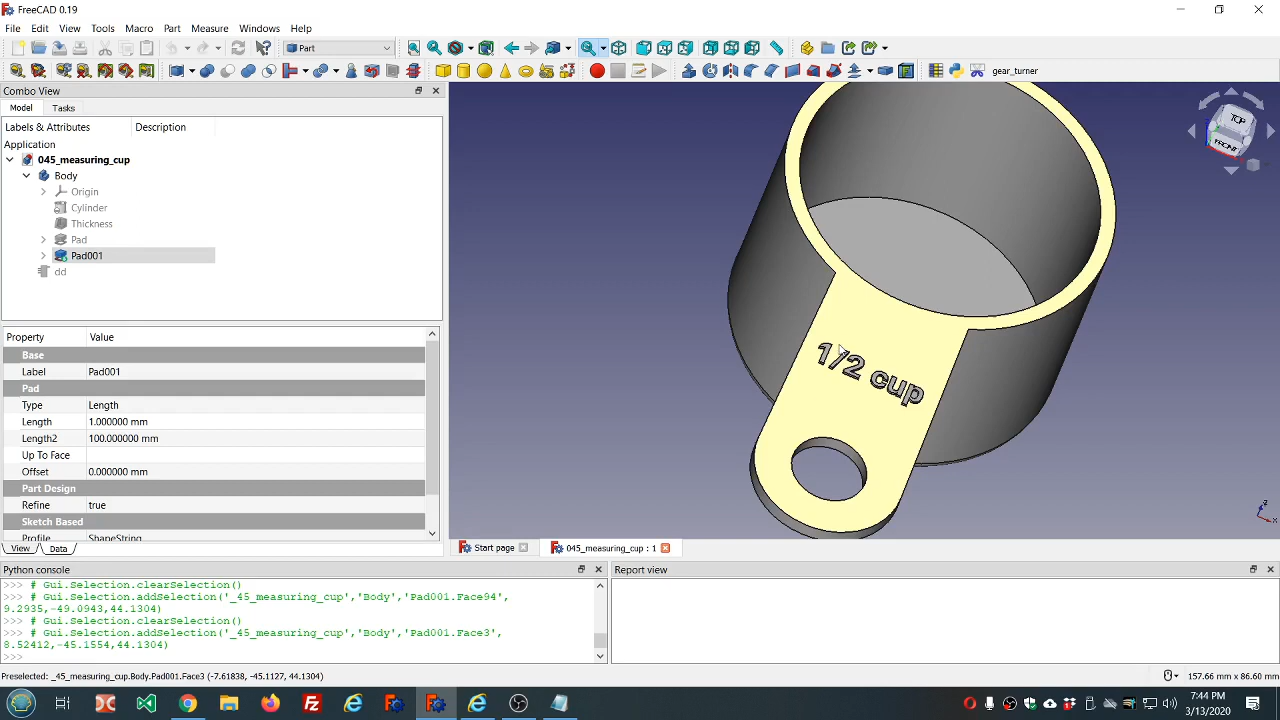 FreeCAD 0.19
File Edit View Tools Macro Part Measure Windows Help
Part
gear_turner
Combo View
Model Tasks
Labels & Attributes Description
Application
045_measuring_cup
Body
Origin
Cylinder
Thickness
Pad
Pad001
dd
Property Value
Base
Label Pad001
Pad
Type Length
Length 1.000000 mm
Length2 100.000000 mm
Up To Face
Offset 0.000000 mm
Part Design
Refine true
Sketch Based
Profile ShapeString
View Data
TOP
FRONT
1/2 cup
Start page 045_measuring_cup : 1
Python console
>>> # Gui.Selection.clearSelection()
>>> # Gui.Selection.addSelection('_45_measuring_cup','Body','Pad001.Face94',
9.2935,-49.0943,44.1304)
>>> # Gui.Selection.clearSelection()
>>> # Gui.Selection.addSelection('_45_measuring_cup','Body','Pad001.Face3',
8.52412,-45.1554,44.1304)
>>>
Report view
Preselected: _45_measuring_cup.Body.Pad001.Face3 (-7.61838, -45.1127, 44.1304)
157.66 mm x 86.60 mm
7:44 PM
3/13/2020